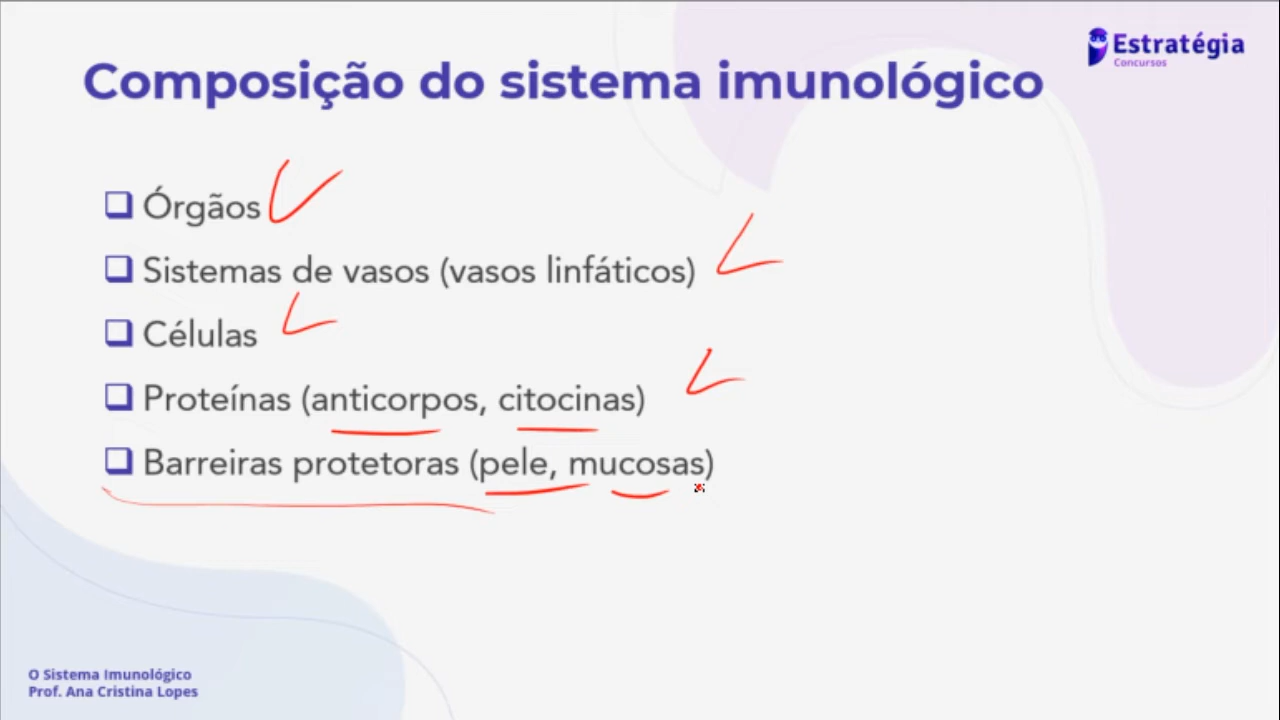 Estratégia
Concursos
Composição do sistema imunológico
Órgãos
Sistemas de vasos (vasos linfáticos)
Células
Proteínas (anticorpos, citocinas)
Barreiras protetoras (pele, mucosas)
O Sistema Imunológico
Prof. Ana Cristina Lopes